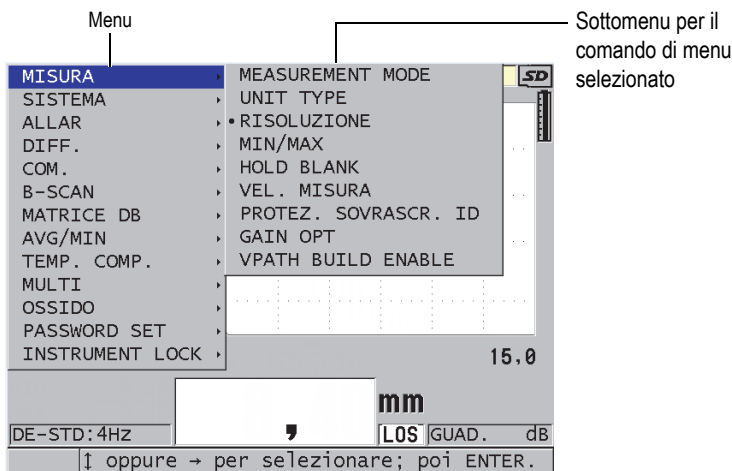 Menu
Sottomenu per il
comando di menu
selezionato
MISURA
SISTEMA
ALLAR
DIFF.
COM.
B-SCAN
MATRICE DB
AVG/MIN
TEMP. COMP.
MULTI
OSSIDO
PASSWORD SET
INSTRUMENT LOCK
MEASUREMENT MODE
UNIT TYPE
•RISOLUZIONE
MIN/MAX
HOLD BLANK
VEL. MISURA
PROTEZ. SOVRASCR. ID
GAIN OPT
VPATH BUILD ENABLE
SD
15,0
,
mm
DE-STD:4Hz
LOS GUAD. dB
↕ oppure → per selezionare; poi ENTER.